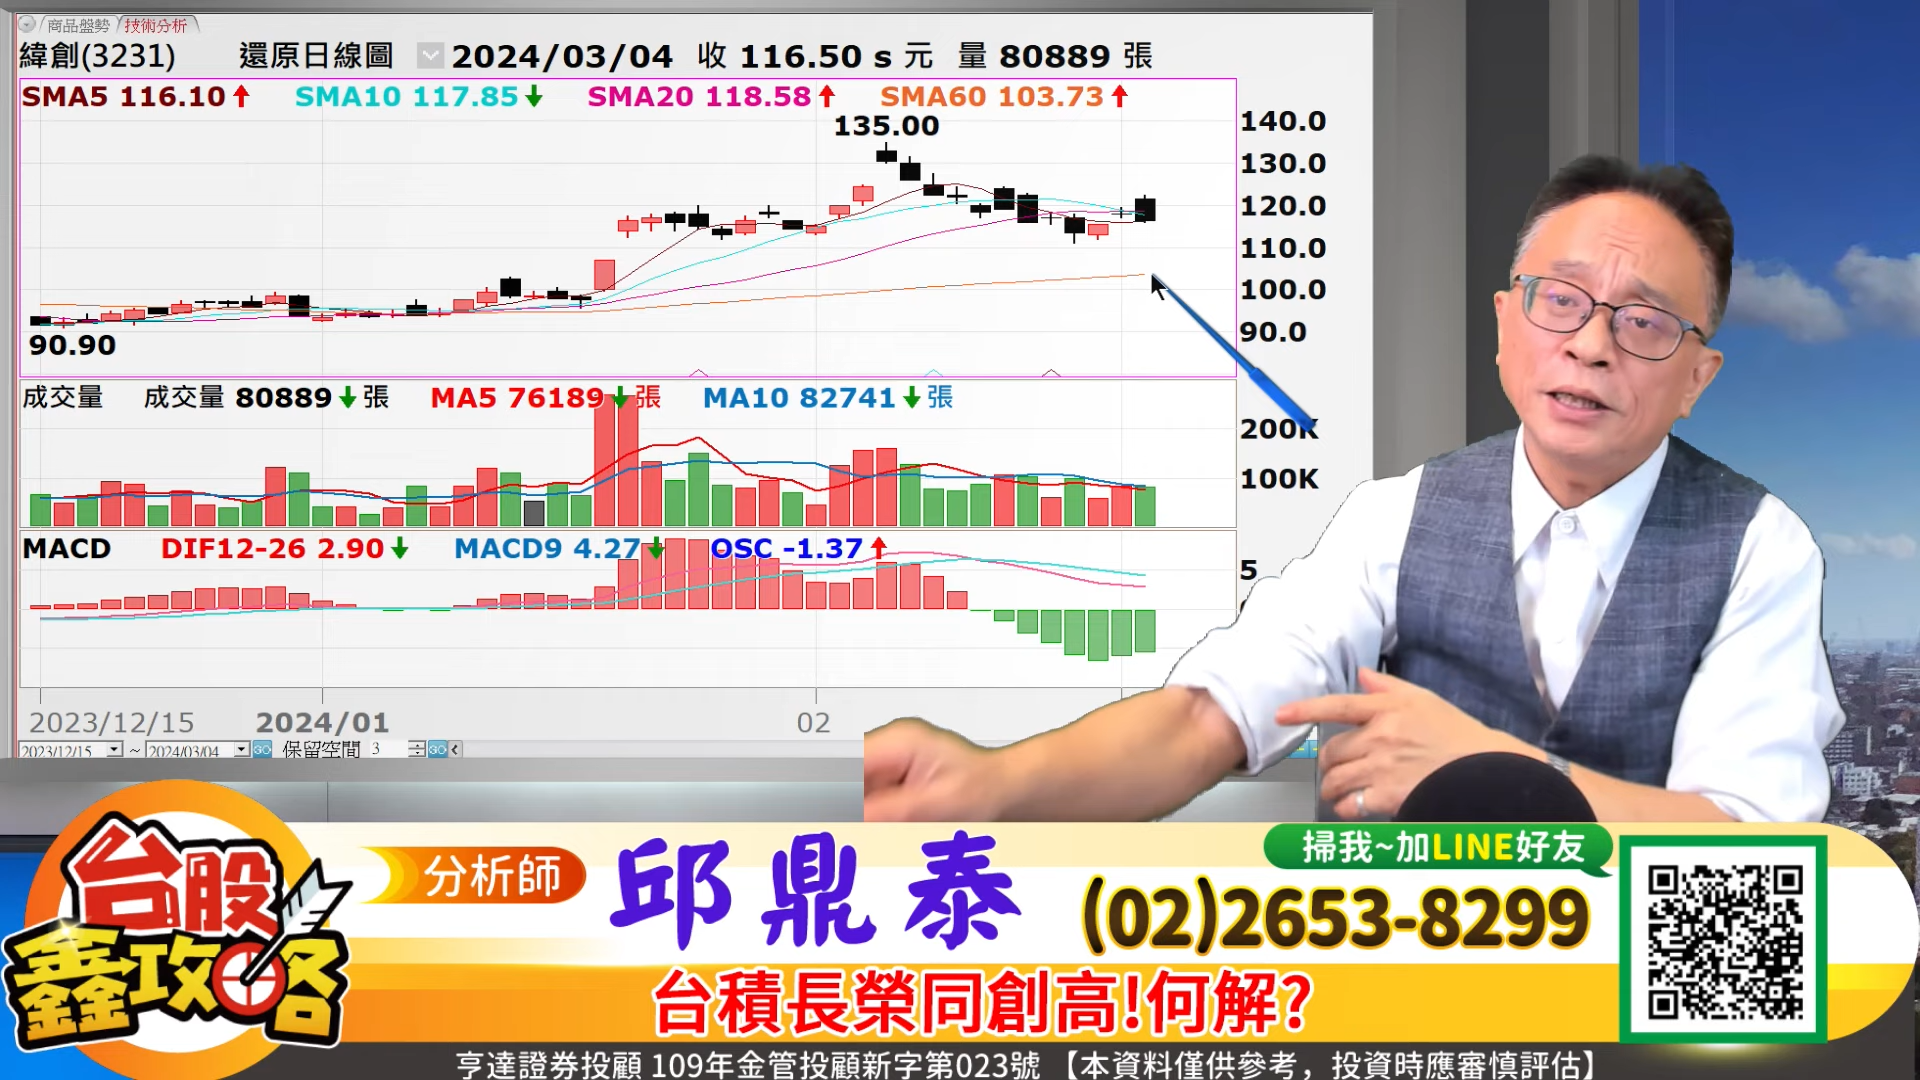 商品盤勢 技術分析
緯創(3231) 還原日線圖 2024/03/04 收 116.50 s 元 量 80889 張
SMA5 116.10 SMA10 117.85 SMA20 118.58 SMA60 103.73
135.00
140.0
130.0
120.0
110.0
100.0
90.0
90.90
成交量 成交量 80889 張 MA5 76189 張 MA10 82741 張
200K
100K
MACD DIF12-26 2.90 MACD9 4.27 OSC -1.37
5
2023/12/15 2024/01 02
2023/12/15 ~ 2024/03/04 GO 保留空間 3 GO
台股
鑫攻略
分析師
邱鼎泰
掃我~加LINE好友
(02)2653-8299
台積長榮同創高!何解?
亨達證券投顧 109年金管投顧新字第023號 【本資料僅供參考，投資時應審慎評估】